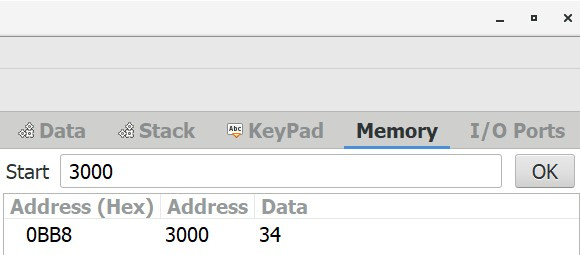 Data Stack KeyPad Memory I/O Ports
Start 3000 OK
Address (Hex) Address Data
0BB8 3000 34